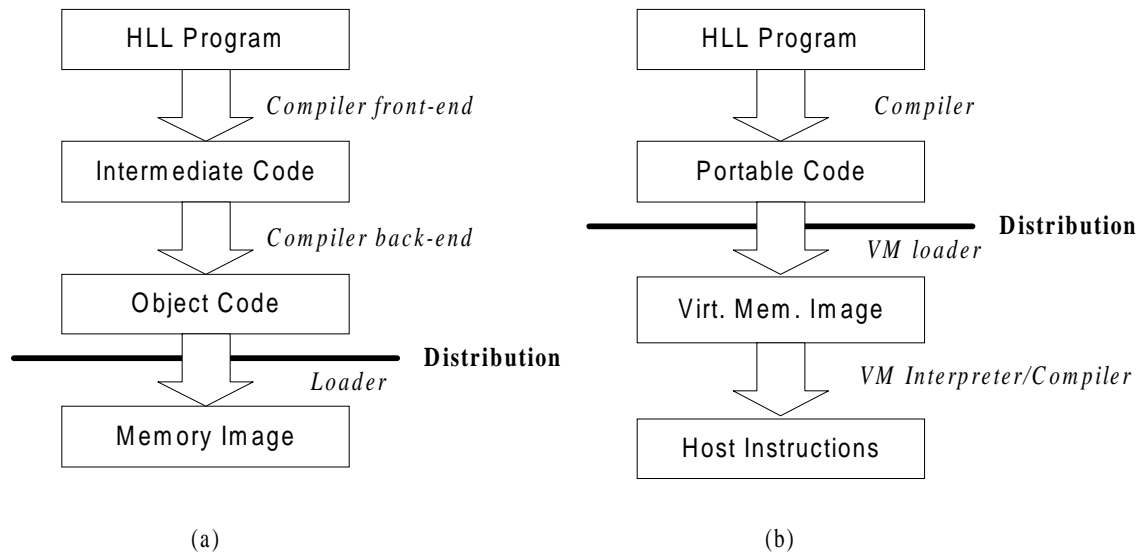 HLL Program
Compiler front-end
Intermediate Code
Compiler back-end
Object Code
Distribution
Loader
Memory Image
(a)
HLL Program
Compiler
Portable Code
Distribution
VM loader
Virt. Mem. Image
VM Interpreter/Compiler
Host Instructions
(b)